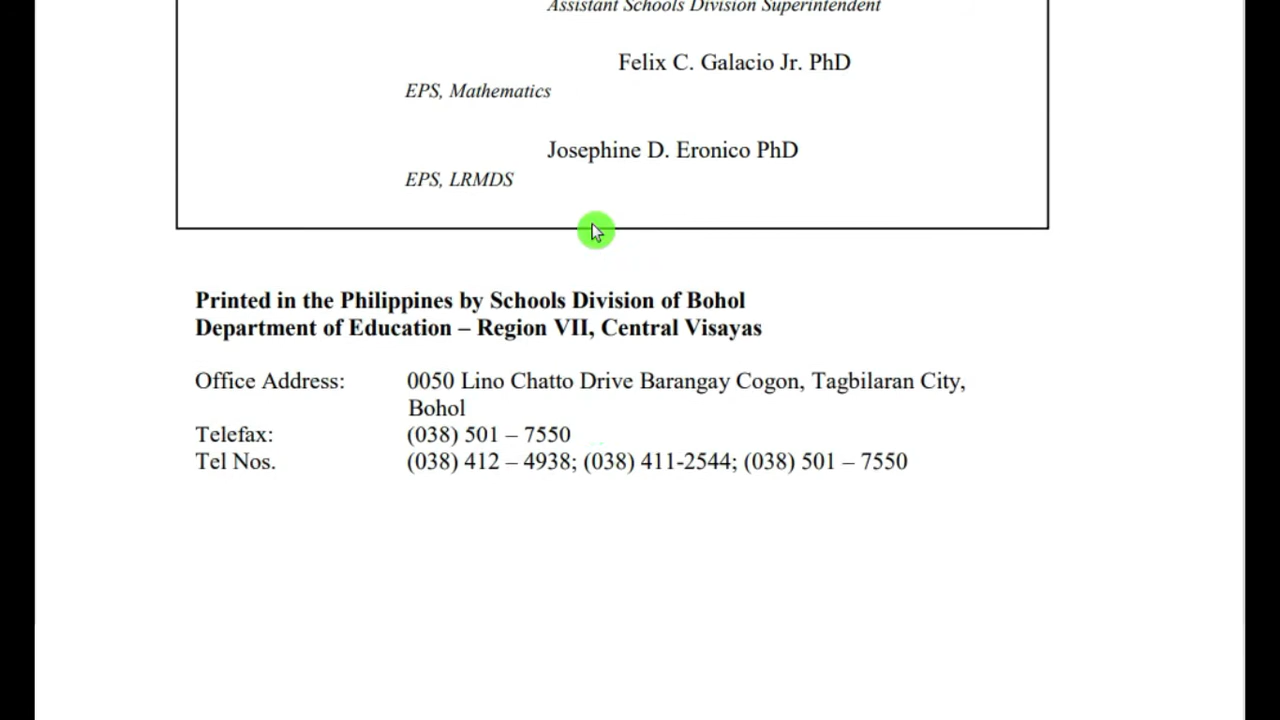 Assistant Schools Division Superintendent
Felix C. Galacio Jr. PhD
EPS, Mathematics
Josephine D. Eronico PhD
EPS, LRMDS
Printed in the Philippines by Schools Division of Bohol
Department of Education – Region VII, Central Visayas
Office Address: 0050 Lino Chatto Drive Barangay Cogon, Tagbilaran City,
Bohol
Telefax: (038) 501 – 7550
Tel Nos. (038) 412 – 4938; (038) 411-2544; (038) 501 – 7550